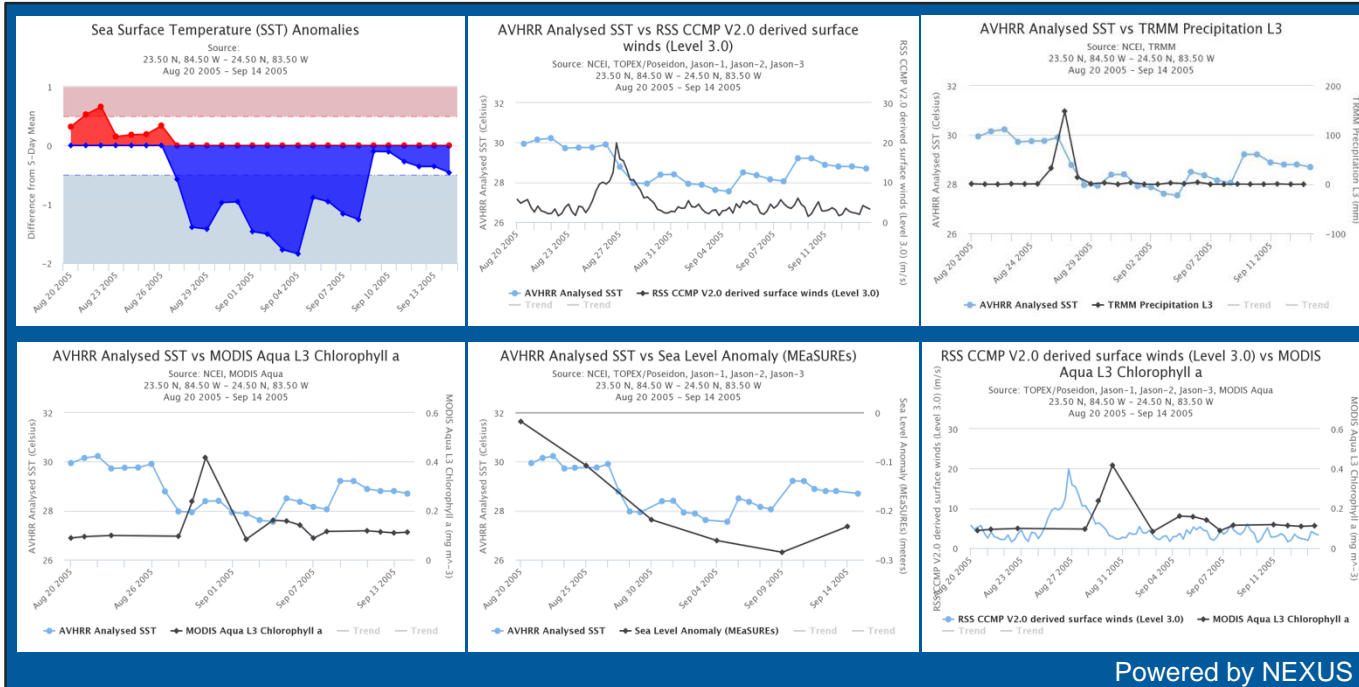 Sea Surface Temperature (SST) Anomalies
Source:
23.50 N, 84.50 W - 24.50 N, 83.50 W
Aug 20 2005 - Sep 14 2005
Difference from 5-Day Mean
1
0
-1
-2
Aug 20 2005
Aug 23 2005
Aug 26 2005
Aug 29 2005
Sep 01 2005
Sep 04 2005
Sep 07 2005
Sep 10 2005
Sep 13 2005
AVHRR Analysed SST vs RSS CCMP V2.0 derived surface
winds (Level 3.0)
Source: NCEI, TOPEX/Poseidon, Jason-1, Jason-2, Jason-3
23.50 N, 84.50 W - 24.50 N, 83.50 W
Aug 20 2005 - Sep 14 2005
AVHRR Analysed SST (Celsius)
32
30
28
26
RSS CCMP V2.0 derived surface winds (Level 3.0) (m/s)
30
20
10
0
Aug 20 2005
Aug 23 2005
Aug 27 2005
Aug 31 2005
Sep 04 2005
Sep 07 2005
Sep 11 2005
AVHRR Analysed SST
RSS CCMP V2.0 derived surface winds (Level 3.0)
Trend
Trend
AVHRR Analysed SST vs TRMM Precipitation L3
Source: NCEI, TRMM
23.50 N, 84.50 W - 24.50 N, 83.50 W
Aug 20 2005 - Sep 14 2005
AVHRR Analysed SST (Celsius)
32
30
28
26
TRMM Precipitation L3 (mm)
200
100
0
-100
Aug 20 2005
Aug 24 2005
Aug 29 2005
Sep 02 2005
Sep 07 2005
Sep 11 2005
AVHRR Analysed SST
TRMM Precipitation L3
Trend
Trend
AVHRR Analysed SST vs MODIS Aqua L3 Chlorophyll a
Source: NCEI, MODIS Aqua
23.50 N, 84.50 W - 24.50 N, 83.50 W
Aug 20 2005 - Sep 14 2005
AVHRR Analysed SST (Celsius)
32
30
28
26
MODIS Aqua L3 Chlorophyll a (mg m^-3)
0.6
0.4
0.2
0
Aug 20 2005
Aug 26 2005
Sep 01 2005
Sep 07 2005
Sep 13 2005
AVHRR Analysed SST
MODIS Aqua L3 Chlorophyll a
Trend
Trend
AVHRR Analysed SST vs Sea Level Anomaly (MEaSUREs)
Source: NCEI, TOPEX/Poseidon, Jason-1, Jason-2, Jason-3
23.50 N, 84.50 W - 24.50 N, 83.50 W
Aug 20 2005 - Sep 14 2005
AVHRR Analysed SST (Celsius)
32
30
28
26
Sea Level Anomaly (MEaSUREs) (meters)
0
-0.1
-0.2
-0.3
Aug 20 2005
Aug 25 2005
Aug 30 2005
Sep 04 2005
Sep 09 2005
Sep 14 2005
AVHRR Analysed SST
Sea Level Anomaly (MEaSUREs)
Trend
Trend
RSS CCMP V2.0 derived surface winds (Level 3.0) vs MODIS
Aqua L3 Chlorophyll a
Source: TOPEX/Poseidon, Jason-1, Jason-2, Jason-3, MODIS Aqua
23.50 N, 84.50 W - 24.50 N, 83.50 W
Aug 20 2005 - Sep 14 2005
RSS CCMP V2.0 derived surface winds (Level 3.0) (m/s)
30
20
10
0
MODIS Aqua L3 Chlorophyll a (mg m^-3)
0.6
0.4
0.2
0
Aug 20 2005
Aug 23 2005
Aug 27 2005
Aug 31 2005
Sep 04 2005
Sep 07 2005
Sep 11 2005
RSS CCMP V2.0 derived surface winds (Level 3.0)
MODIS Aqua L3 Chlorophyll a
Trend
Trend
Powered by NEXUS